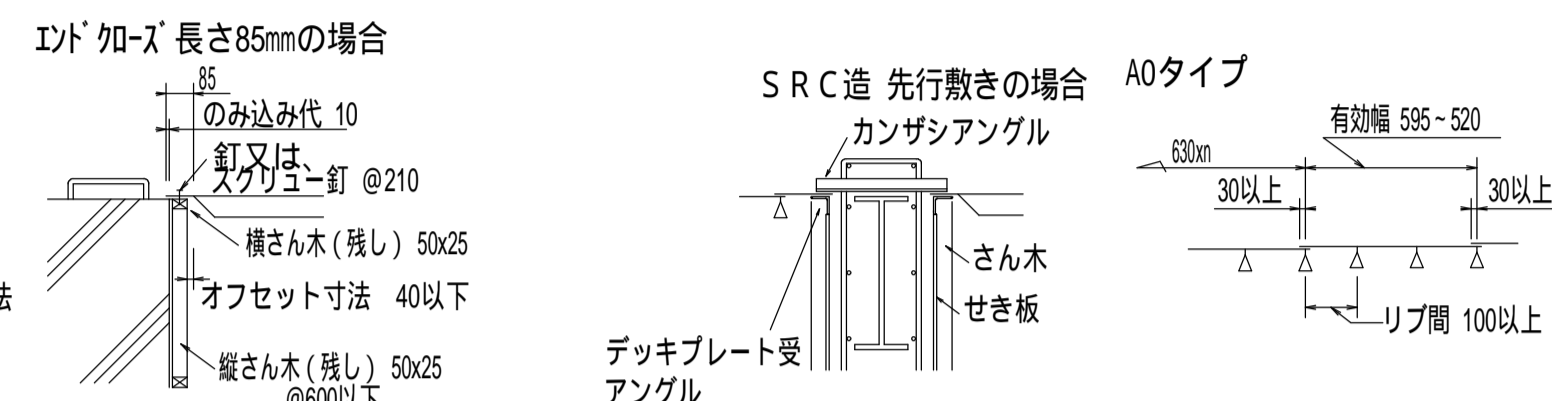 ｴﾝﾄﾞｸﾛｰｽﾞ長さ85mmの場合
85
のみ込み代 10
釘又は、
スクリュー釘 @210
横さん木(残し) 50x25
オフセット寸法 40以下
縦さん木(残し) 50x25
@600以下
法
SRC造 先行敷きの場合
カンザシアングル
さん木
せき板
デッキプレート受
アングル
A0タイプ
有効幅 595~520
630xn
30以上
30以上
リブ間 100以上